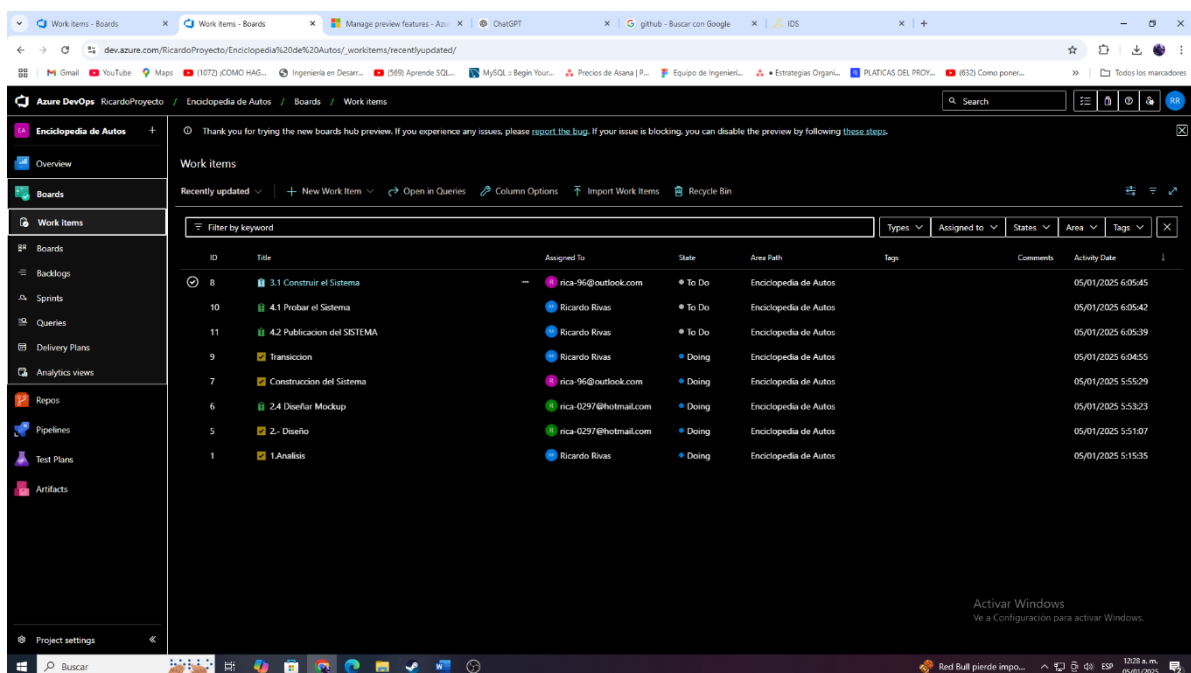 Work items - Boards
Work items - Boards
Manage preview features - Azu
ChatGPT
github - Buscar con Google
IDS
dev.azure.com/RicardoProyecto/Enciclopedia%20de%20Autos/_workitems/recentlyupdated/
Gmail YouTube Maps (1072) ¡COMO HAG... Ingeniería en Desarr... (569) Aprende SQL... MySQL :: Begin Your... Precios de Asana | P... Equipo de Ingenieri... • Estrategias Organi... PLATICAS DEL PROY... (632) Como poner... » Todos los marcadores
Azure DevOps RicardoProyecto / Enciclopedia de Autos / Boards / Work items
Search
RR
EA Enciclopedia de Autos +
Thank you for trying the new boards hub preview. If you experience any issues, please report the bug. If your issue is blocking, you can disable the preview by following these steps.
Overview
Boards
Work items
Boards
Backlogs
Sprints
Queries
Delivery Plans
Analytics views
Repos
Pipelines
Test Plans
Artifacts
Project settings
Work items
Recently updated New Work Item Open in Queries Column Options Import Work Items Recycle Bin
Filter by keyword Types Assigned to States Area Tags
ID Title Assigned To State Area Path Tags Comments Activity Date
8 3.1 Construir el Sistema ... R rica-96@outlook.com To Do Enciclopedia de Autos 05/01/2025 6:05:45
10 4.1 Probar el Sistema RR Ricardo Rivas To Do Enciclopedia de Autos 05/01/2025 6:05:42
11 4.2 Publicacion del SISTEMA RR Ricardo Rivas To Do Enciclopedia de Autos 05/01/2025 6:05:39
9 Transiccion RR Ricardo Rivas Doing Enciclopedia de Autos 05/01/2025 6:04:55
7 Construccion del Sistema R rica-96@outlook.com Doing Enciclopedia de Autos 05/01/2025 5:55:29
6 2.4 Diseñar Mockup R rica-0297@hotmail.com Doing Enciclopedia de Autos 05/01/2025 5:53:23
5 2.- Diseño R rica-0297@hotmail.com Doing Enciclopedia de Autos 05/01/2025 5:51:07
1 1.Analisis RR Ricardo Rivas Doing Enciclopedia de Autos 05/01/2025 5:15:35
Activar Windows
Ve a Configuración para activar Windows.
Buscar
Red Bull pierde impo...
ESP
12:28 a. m.
05/01/2025